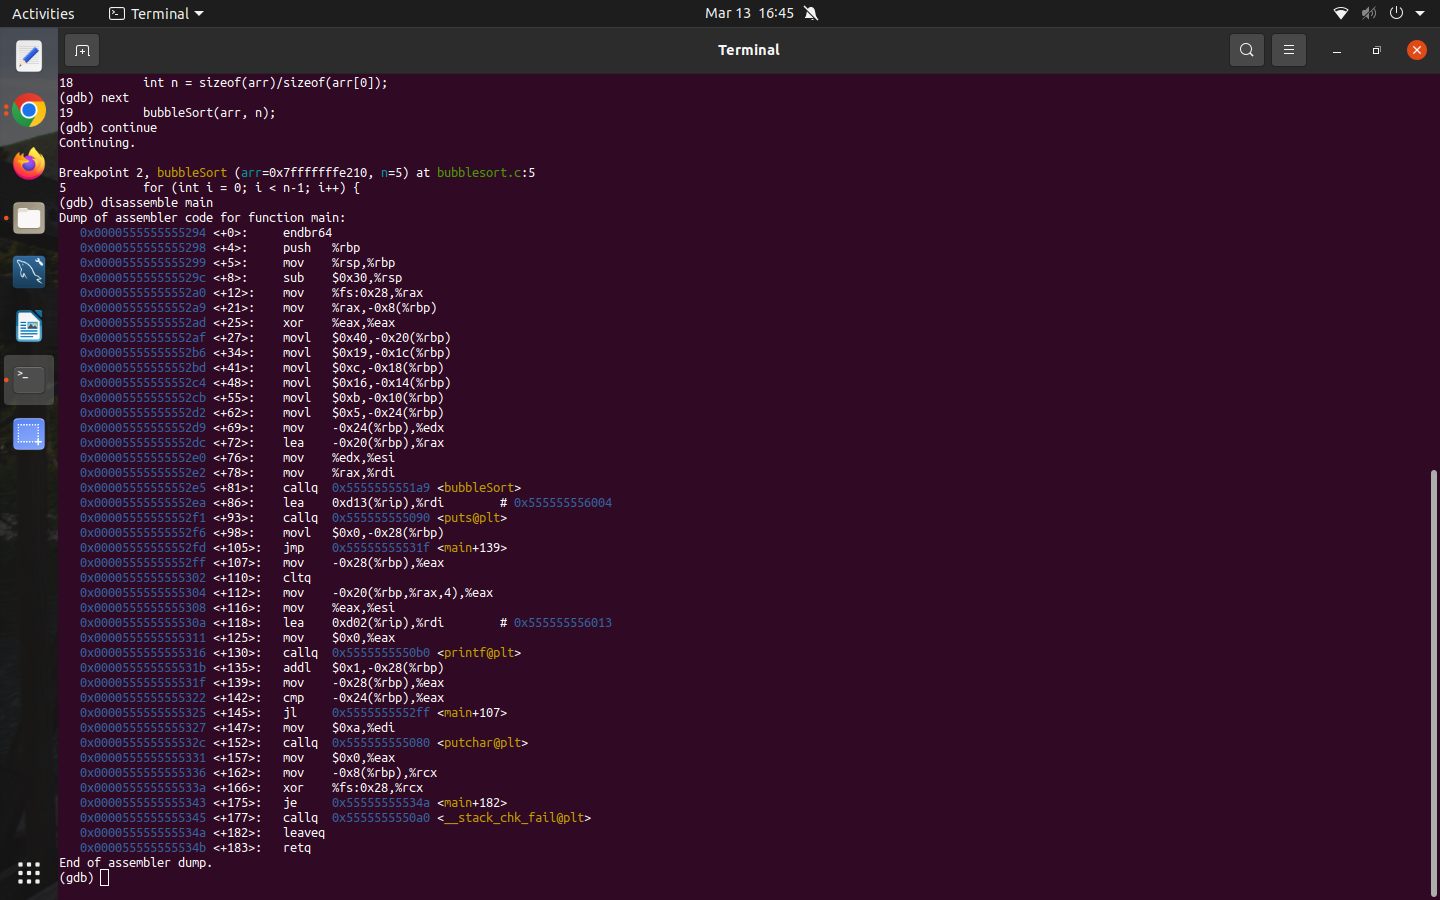 Activities
Terminal
Mar 13 16:45
Terminal
18          int n = sizeof(arr)/sizeof(arr[0]);
(gdb) next
19          bubbleSort(arr, n);
(gdb) continue
Continuing.
Breakpoint 2, bubbleSort (arr=0x7fffffffe210, n=5) at bubblesort.c:5
5           for (int i = 0; i < n-1; i++) {
(gdb) disassemble main
Dump of assembler code for function main:
   0x0000555555555294 <+0>:     endbr64
   0x0000555555555298 <+4>:     push   %rbp
   0x0000555555555299 <+5>:     mov    %rsp,%rbp
   0x000055555555529c <+8>:     sub    $0x30,%rsp
   0x00005555555552a0 <+12>:    mov    %fs:0x28,%rax
   0x00005555555552a9 <+21>:    mov    %rax,-0x8(%rbp)
   0x00005555555552ad <+25>:    xor    %eax,%eax
   0x00005555555552af <+27>:    movl   $0x40,-0x20(%rbp)
   0x00005555555552b6 <+34>:    movl   $0x19,-0x1c(%rbp)
   0x00005555555552bd <+41>:    movl   $0xc,-0x18(%rbp)
   0x00005555555552c4 <+48>:    movl   $0x16,-0x14(%rbp)
   0x00005555555552cb <+55>:    movl   $0xb,-0x10(%rbp)
   0x00005555555552d2 <+62>:    movl   $0x5,-0x24(%rbp)
   0x00005555555552d9 <+69>:    mov    -0x24(%rbp),%edx
   0x00005555555552dc <+72>:    lea    -0x20(%rbp),%rax
   0x00005555555552e0 <+76>:    mov    %edx,%esi
   0x00005555555552e2 <+78>:    mov    %rax,%rdi
   0x00005555555552e5 <+81>:    callq  0x5555555551a9 <bubbleSort>
   0x00005555555552ea <+86>:    lea    0xd13(%rip),%rdi        # 0x555555556004
   0x00005555555552f1 <+93>:    callq  0x555555555090 <puts@plt>
   0x00005555555552f6 <+98>:    movl   $0x0,-0x28(%rbp)
   0x00005555555552fd <+105>:   jmp    0x55555555531f <main+139>
   0x00005555555552ff <+107>:   mov    -0x28(%rbp),%eax
   0x0000555555555302 <+110>:   cltq
   0x0000555555555304 <+112>:   mov    -0x20(%rbp,%rax,4),%eax
   0x0000555555555308 <+116>:   mov    %eax,%esi
   0x000055555555530a <+118>:   lea    0xd02(%rip),%rdi        # 0x555555556013
   0x0000555555555311 <+125>:   mov    $0x0,%eax
   0x0000555555555316 <+130>:   callq  0x5555555550b0 <printf@plt>
   0x000055555555531b <+135>:   addl   $0x1,-0x28(%rbp)
   0x000055555555531f <+139>:   mov    -0x28(%rbp),%eax
   0x0000555555555322 <+142>:   cmp    -0x24(%rbp),%eax
   0x0000555555555325 <+145>:   jl     0x5555555552ff <main+107>
   0x0000555555555327 <+147>:   mov    $0xa,%edi
   0x000055555555532c <+152>:   callq  0x555555555080 <putchar@plt>
   0x0000555555555331 <+157>:   mov    $0x0,%eax
   0x0000555555555336 <+162>:   mov    -0x8(%rbp),%rcx
   0x000055555555533a <+166>:   xor    %fs:0x28,%rcx
   0x0000555555555343 <+175>:   je     0x55555555534a <main+182>
   0x0000555555555345 <+177>:   callq  0x5555555550a0 <__stack_chk_fail@plt>
   0x000055555555534a <+182>:   leaveq
   0x000055555555534b <+183>:   retq
End of assembler dump.
(gdb)